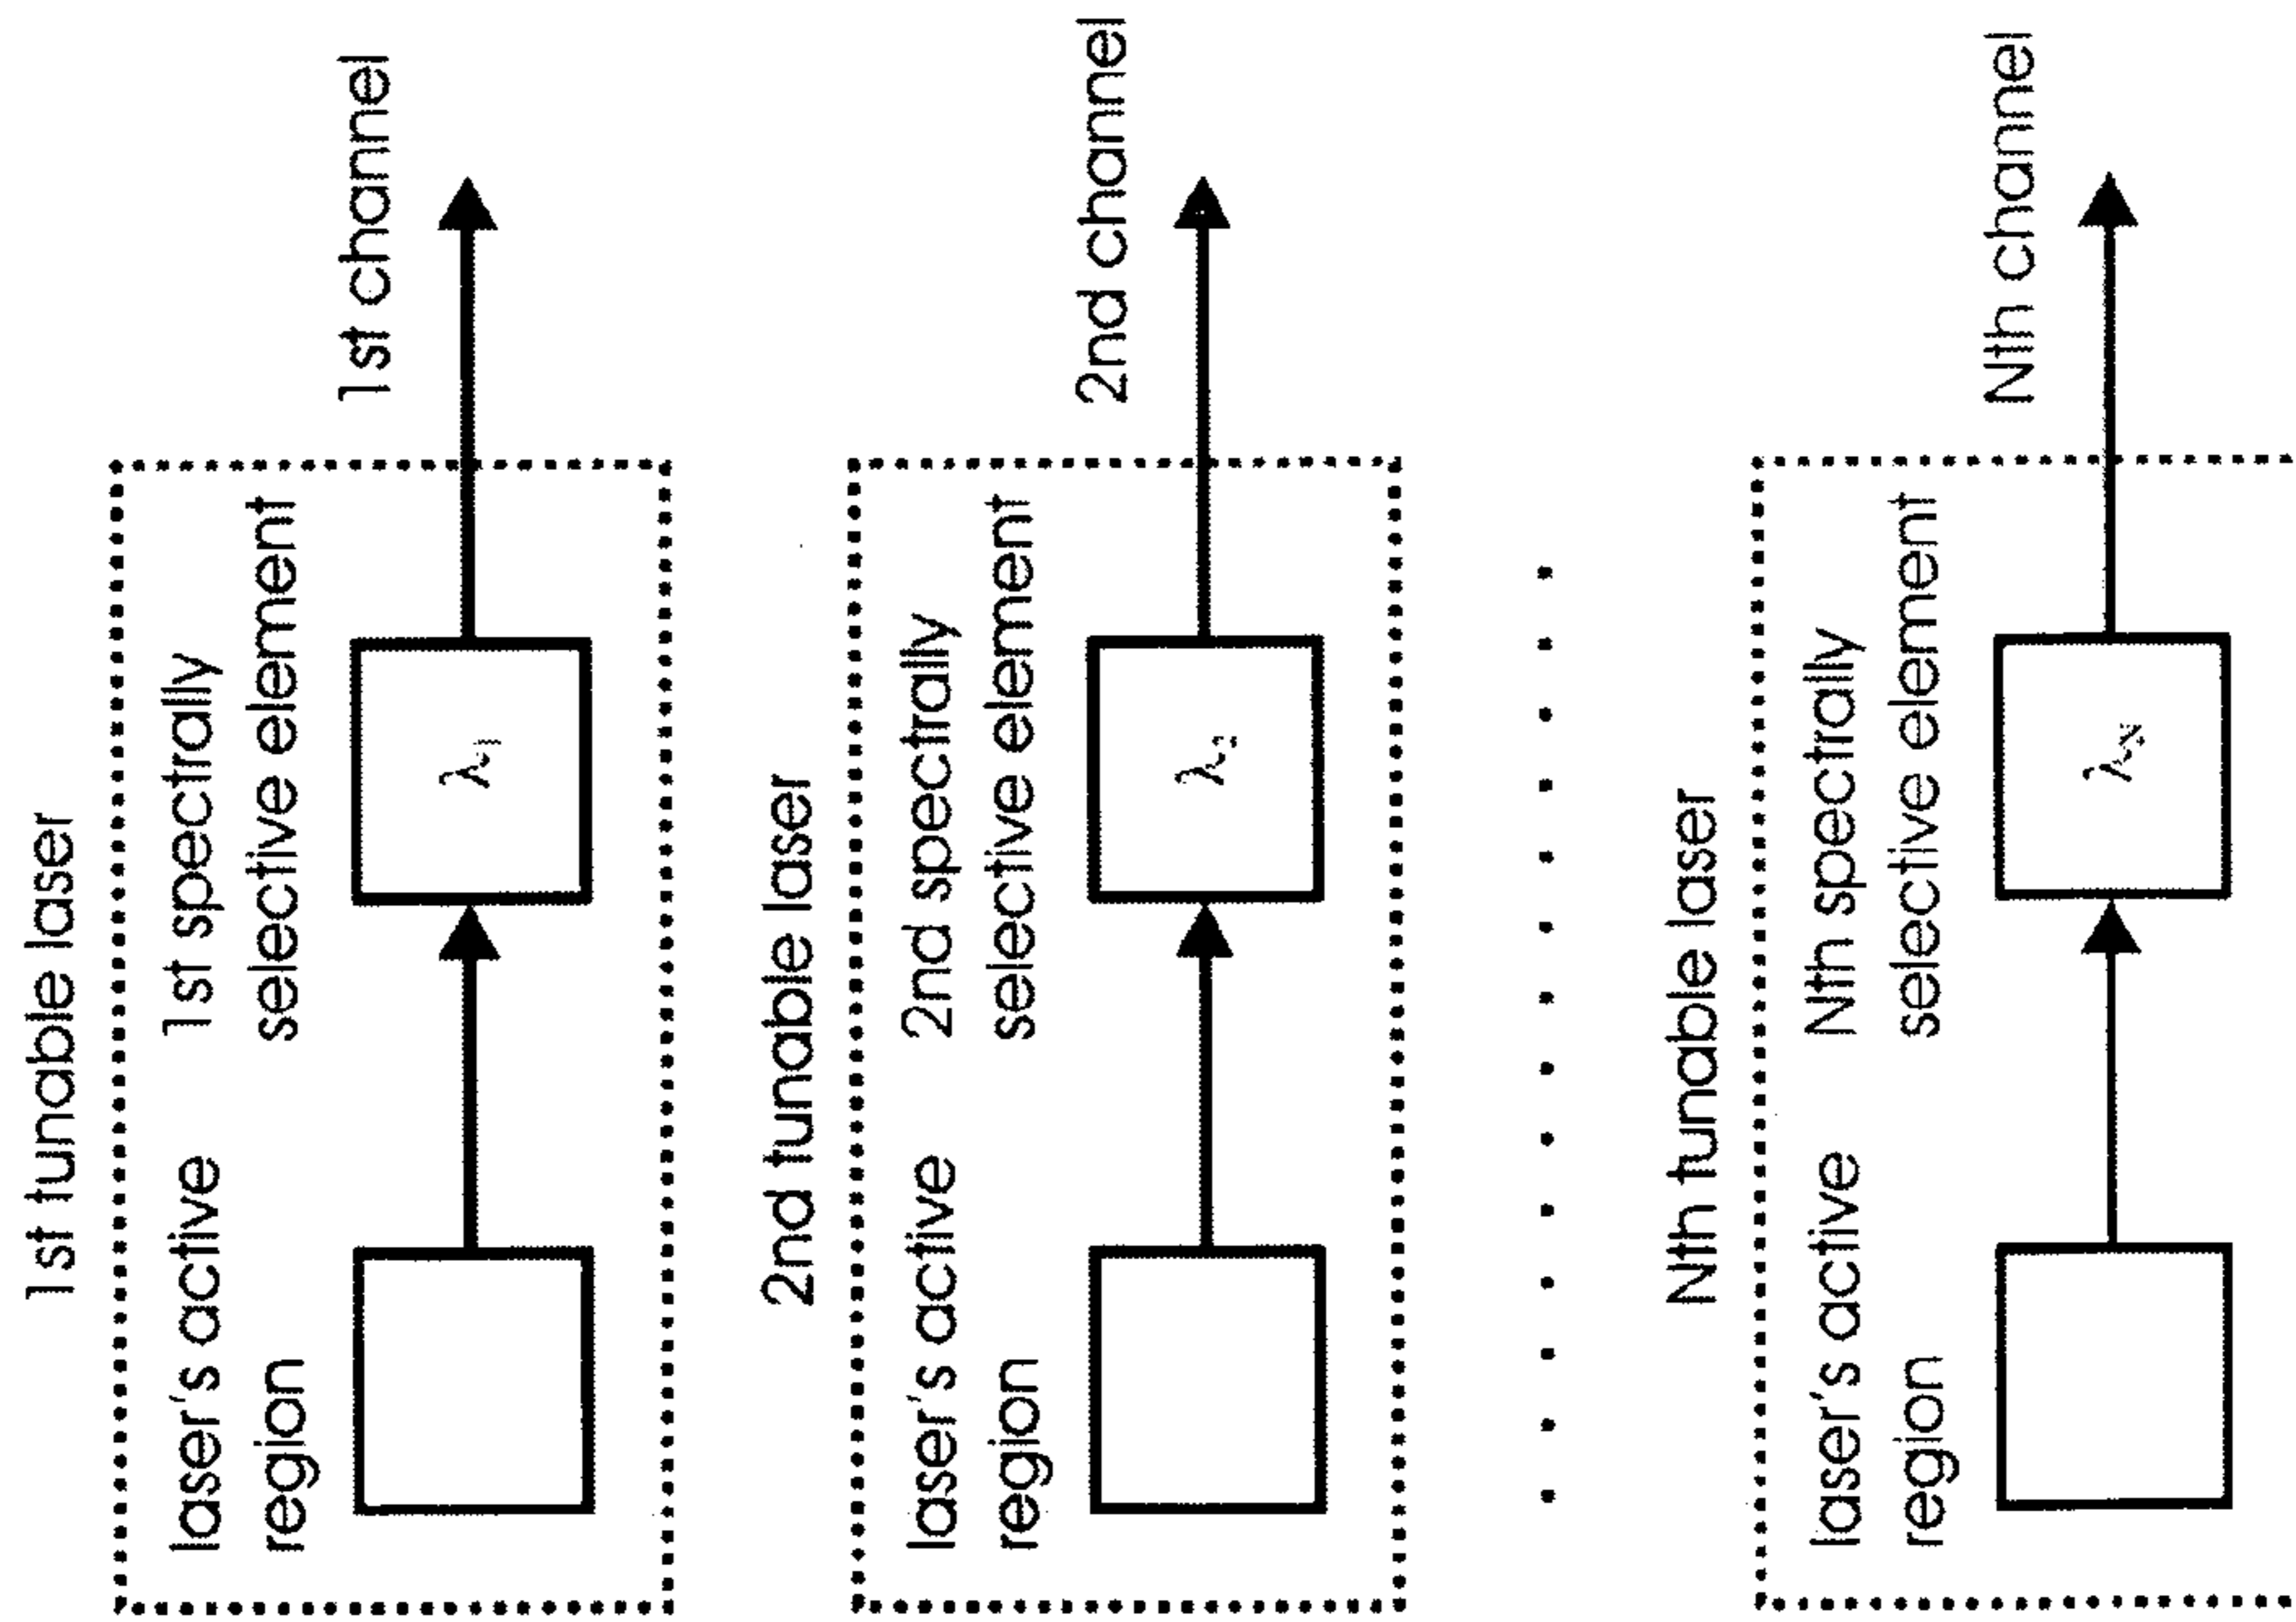 1st tunable laser
laser's active
region
1st spectrally
selective element
λ₁
1st channel
2nd tunable laser
laser's active
region
2nd spectrally
selective element
λ₂
2nd channel
Nth tunable laser
laser's active
region
Nth spectrally
selective element
λ_N
Nth channel